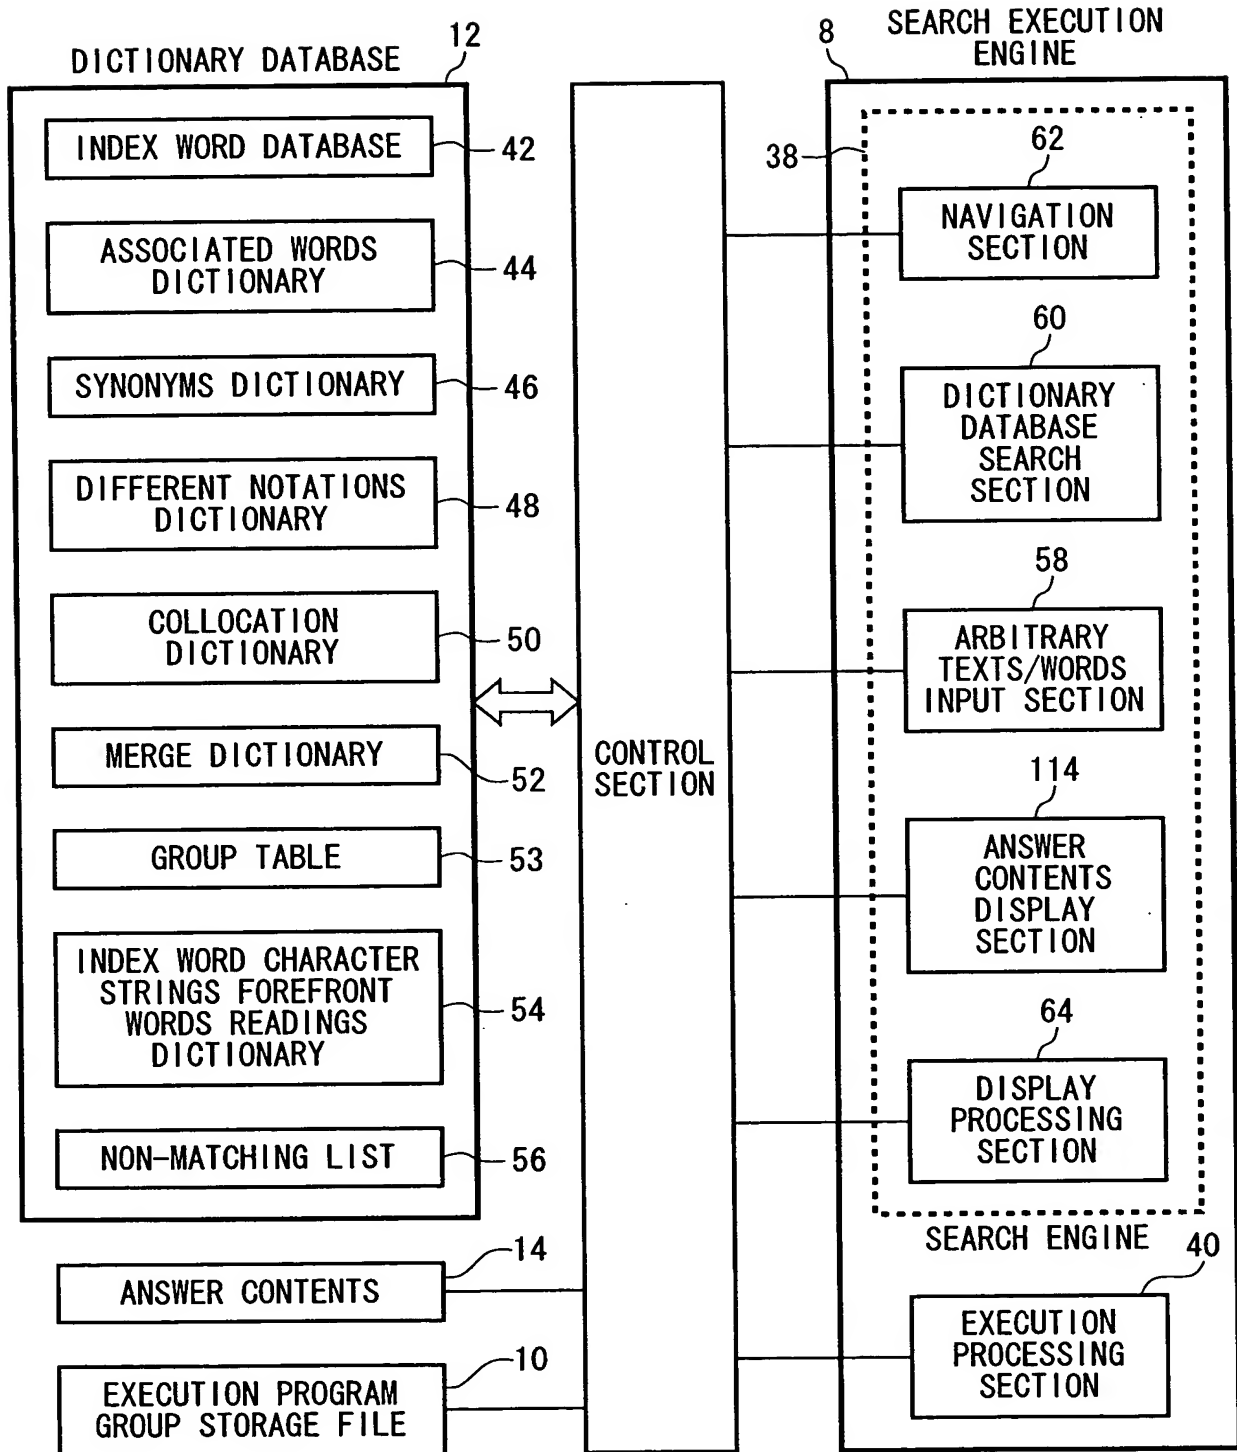 DICTIONARY DATABASE
12
INDEX WORD DATABASE
42
ASSOCIATED WORDS
DICTIONARY
44
SYNONYMS DICTIONARY
46
DIFFERENT NOTATIONS
DICTIONARY
48
COLLOCATION
DICTIONARY
50
MERGE DICTIONARY
52
GROUP TABLE
53
INDEX WORD CHARACTER
STRINGS FOREFRONT
WORDS READINGS
DICTIONARY
54
NON-MATCHING LIST
56
ANSWER CONTENTS
14
EXECUTION PROGRAM
GROUP STORAGE FILE
10
CONTROL
SECTION
SEARCH EXECUTION
ENGINE
8
38
62
NAVIGATION
SECTION
60
DICTIONARY
DATABASE
SEARCH
SECTION
58
ARBITRARY
TEXTS/WORDS
INPUT SECTION
114
ANSWER
CONTENTS
DISPLAY
SECTION
64
DISPLAY
PROCESSING
SECTION
SEARCH ENGINE
40
EXECUTION
PROCESSING
SECTION